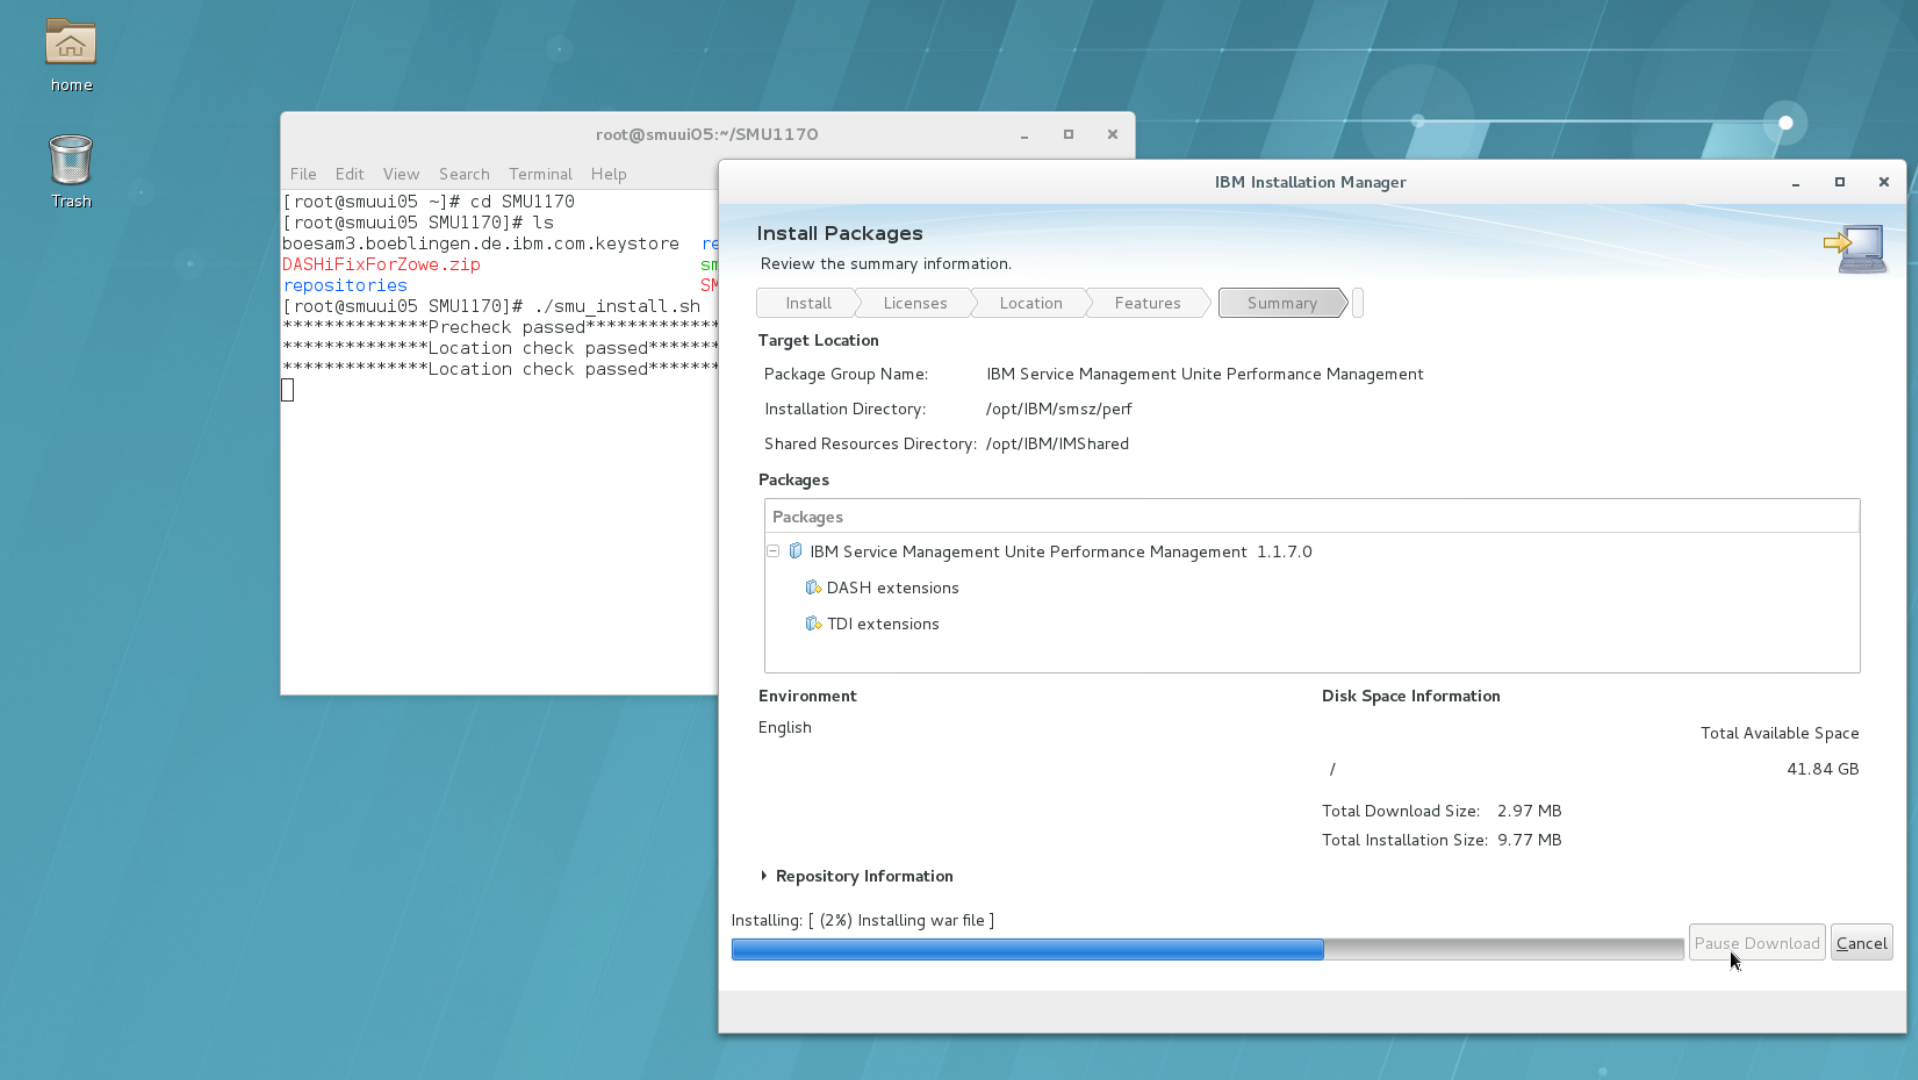 home
Trash
root@smuui05:~/SMU1170
File Edit View Search Terminal Help
[root@smuui05 ~]# cd SMU1170
[root@smuui05 SMU1170]# ls
boesam3.boeblingen.de.ibm.com.keystore re
DASHiFixForZowe.zip sm
repositories SM
[root@smuui05 SMU1170]# ./smu_install.sh
**************Precheck passed*************
**************Location check passed*******
**************Location check passed*******
IBM Installation Manager
Install Packages
Review the summary information.
Install Licenses Location Features Summary
Target Location
Package Group Name: IBM Service Management Unite Performance Management
Installation Directory: /opt/IBM/smsz/perf
Shared Resources Directory: /opt/IBM/IMShared
Packages
Packages
IBM Service Management Unite Performance Management 1.1.7.0
DASH extensions
TDI extensions
Environment
English
Disk Space Information
Total Available Space
/ 41.84 GB
Total Download Size: 2.97 MB
Total Installation Size: 9.77 MB
Repository Information
Installing: [ (2%) Installing war file ]
Pause Download Cancel